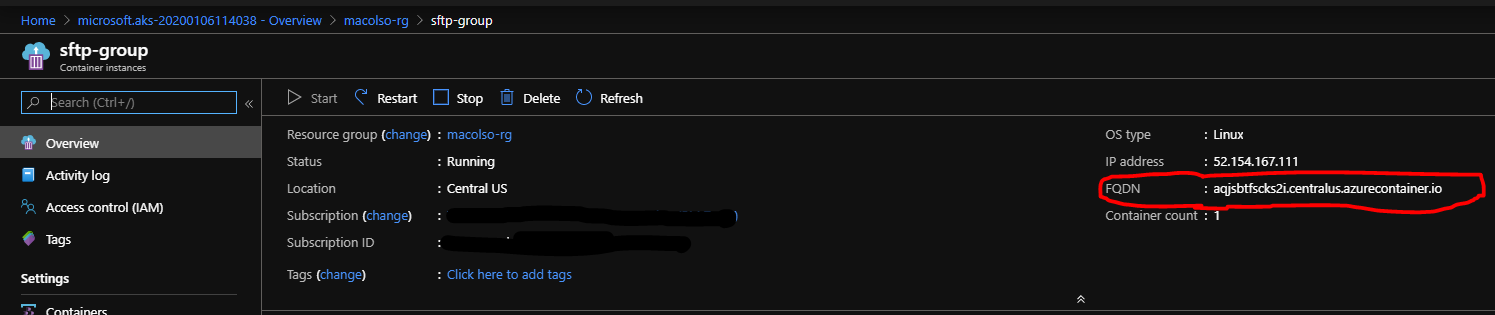 Home > microsoft.aks-20200106114038 - Overview > macolso-rg > sftp-group
sftp-group
Container instances
Search (Ctrl+/)
«
Start Restart Stop Delete Refresh
Overview
Activity log
Access control (IAM)
Tags
Settings
Containers
Resource group (change) : macolso-rg
Status : Running
Location : Central US
Subscription (change) :
Subscription ID :
Tags (change) : Click here to add tags
OS type : Linux
IP address : 52.154.167.111
FQDN : aqjsbtfscks2i.centralus.azurecontainer.io
Container count : 1